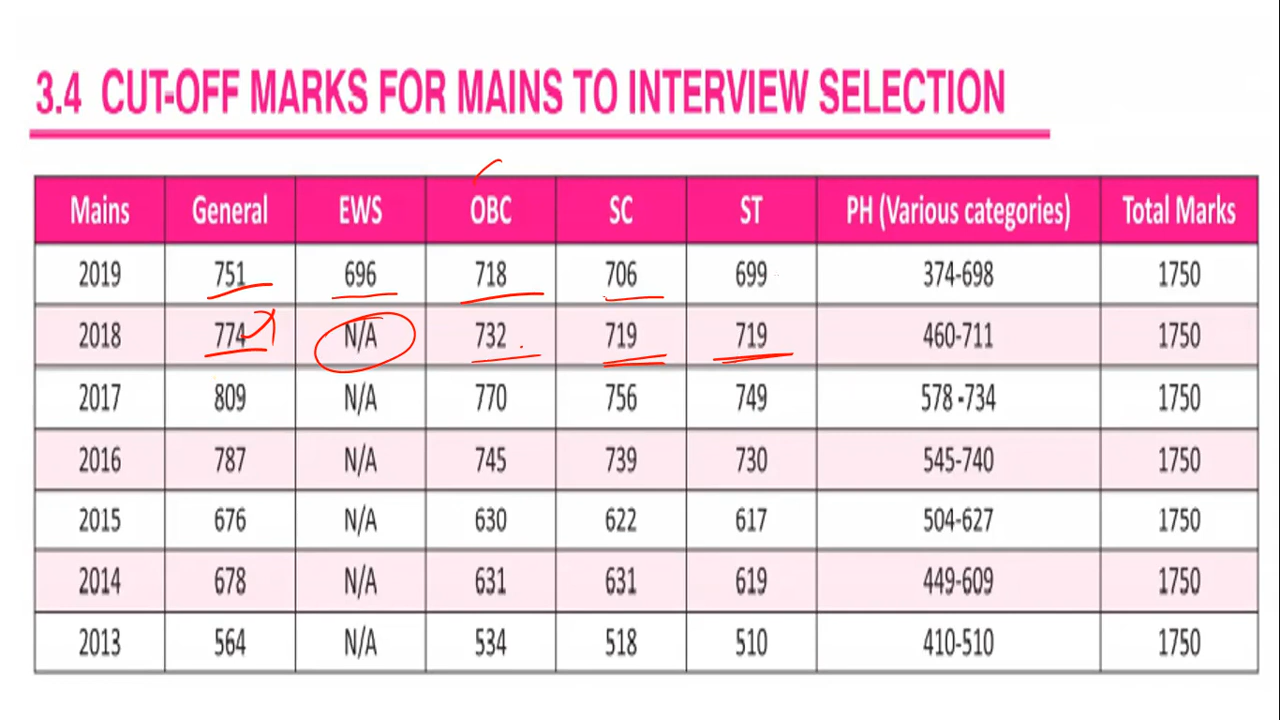 3.4 CUT-OFF MARKS FOR MAINS TO INTERVIEW SELECTION
Mains General EWS OBC SC ST PH (Various categories) Total Marks
2019 751 696 718 706 699 374-698 1750
2018 774 N/A 732 719 719 460-711 1750
2017 809 N/A 770 756 749 578 -734 1750
2016 787 N/A 745 739 730 545-740 1750
2015 676 N/A 630 622 617 504-627 1750
2014 678 N/A 631 631 619 449-609 1750
2013 564 N/A 534 518 510 410-510 1750